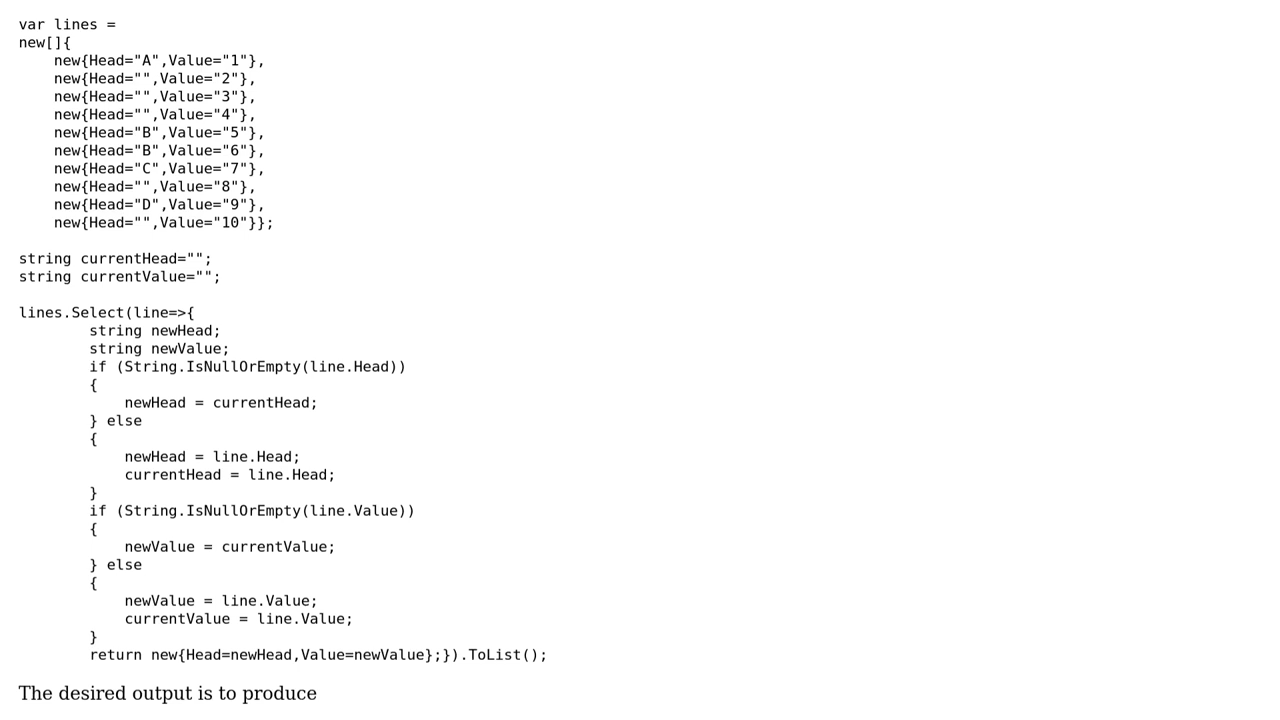 var lines =
new[]{
    new{Head="A",Value="1"},
    new{Head="",Value="2"},
    new{Head="",Value="3"},
    new{Head="",Value="4"},
    new{Head="B",Value="5"},
    new{Head="B",Value="6"},
    new{Head="C",Value="7"},
    new{Head="",Value="8"},
    new{Head="D",Value="9"},
    new{Head="",Value="10"}};

string currentHead="";
string currentValue="";

lines.Select(line=>{
        string newHead;
        string newValue;
        if (String.IsNullOrEmpty(line.Head))
        {
            newHead = currentHead;
        } else
        {
            newHead = line.Head;
            currentHead = line.Head;
        }
        if (String.IsNullOrEmpty(line.Value))
        {
            newValue = currentValue;
        } else
        {
            newValue = line.Value;
            currentValue = line.Value;
        }
        return new{Head=newHead,Value=newValue};}).ToList();

The desired output is to produce